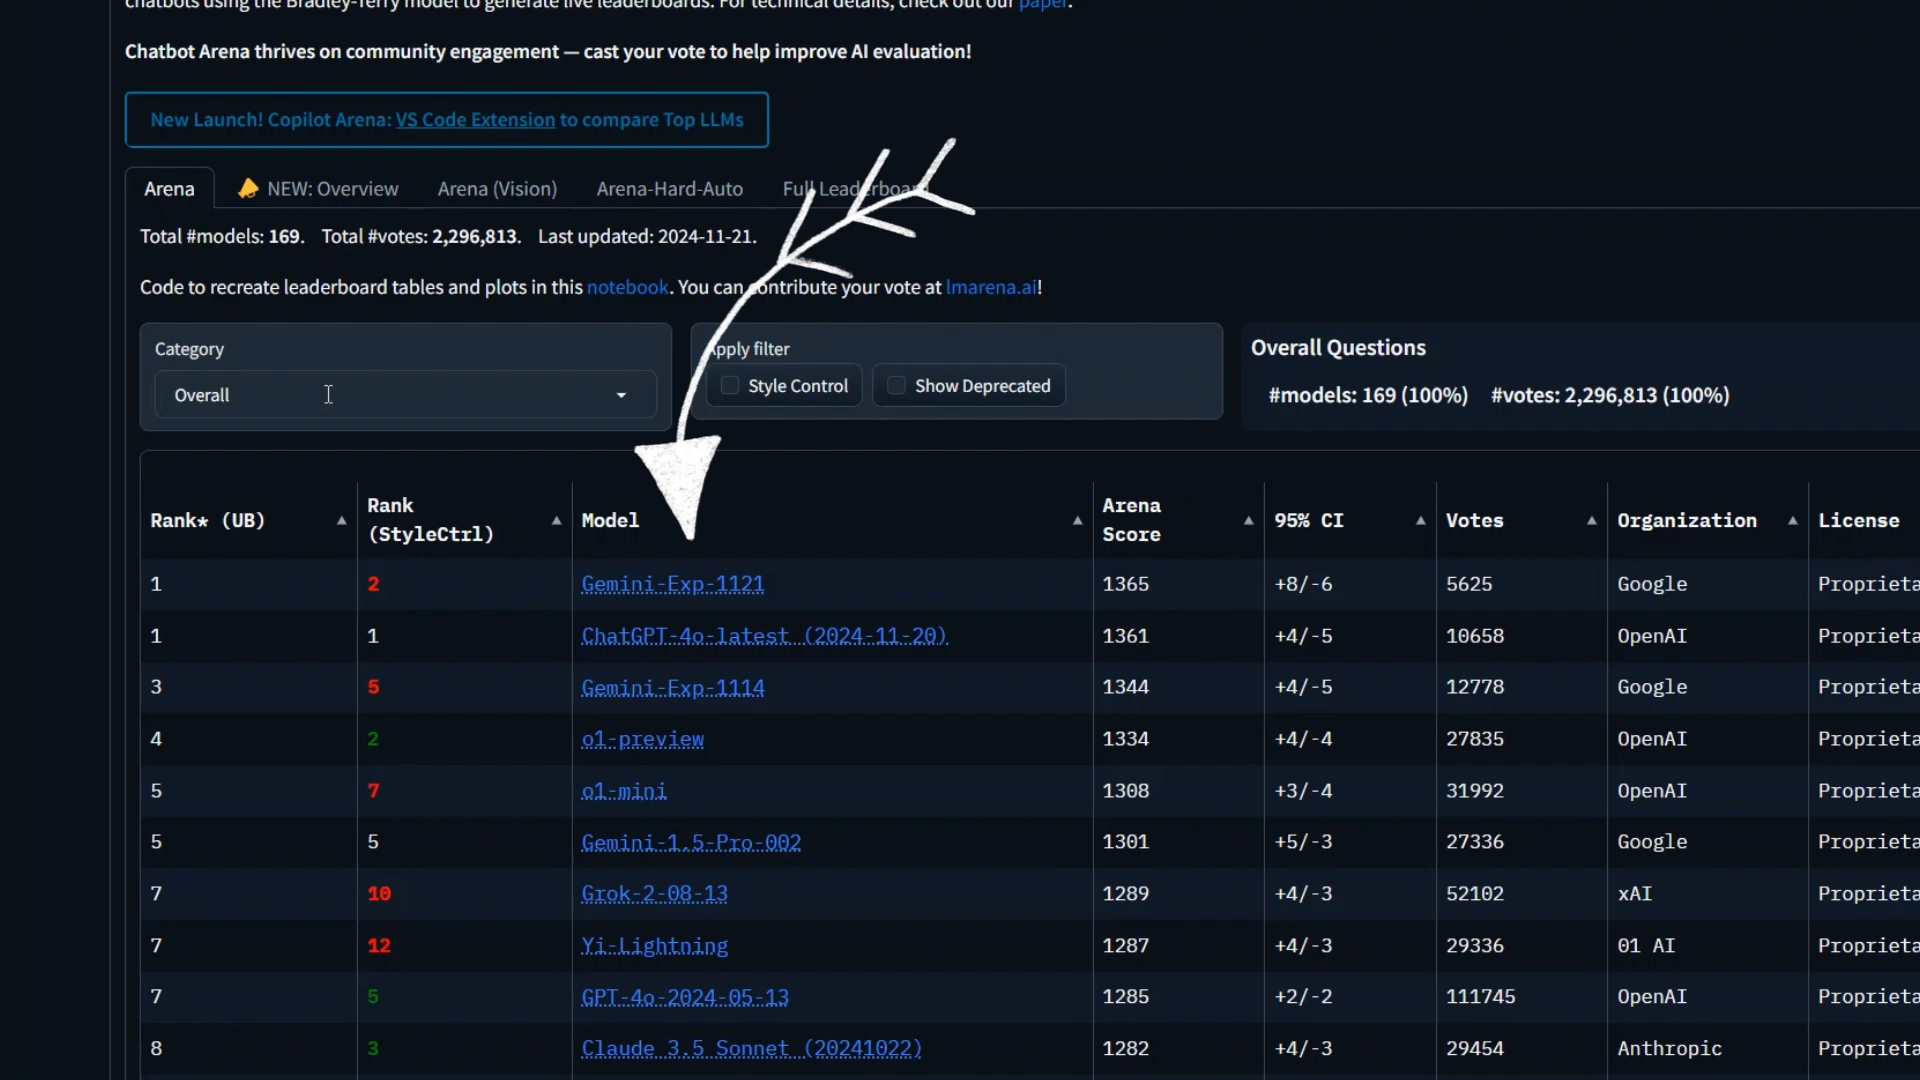 chatbots using the Bradley-Terry model to generate live leaderboards. For technical details, check out our paper.
Chatbot Arena thrives on community engagement — cast your vote to help improve AI evaluation!
New Launch! Copilot Arena: VS Code Extension to compare Top LLMs
Arena NEW: Overview Arena (Vision) Arena-Hard-Auto Full Leaderboard
Total #models: 169. Total #votes: 2,296,813. Last updated: 2024-11-21.
Code to recreate leaderboard tables and plots in this notebook. You can contribute your vote at lmarena.ai!
Category
Overall
Apply filter
Style Control Show Deprecated
Overall Questions
#models: 169 (100%) #votes: 2,296,813 (100%)
Rank* (UB) Rank (StyleCtrl) Model Arena Score 95% CI Votes Organization License
1 2 Gemini-Exp-1121 1365 +8/-6 5625 Google Proprieta
1 1 ChatGPT-4o-latest (2024-11-20) 1361 +4/-5 10658 OpenAI Proprieta
3 5 Gemini-Exp-1114 1344 +4/-5 12778 Google Proprieta
4 2 o1-preview 1334 +4/-4 27835 OpenAI Proprieta
5 7 o1-mini 1308 +3/-4 31992 OpenAI Proprieta
5 5 Gemini-1.5-Pro-002 1301 +5/-3 27336 Google Proprieta
7 10 Grok-2-08-13 1289 +4/-3 52102 xAI Proprieta
7 12 Yi-Lightning 1287 +4/-3 29336 01 AI Proprieta
7 5 GPT-4o-2024-05-13 1285 +2/-2 111745 OpenAI Proprieta
8 3 Claude 3.5 Sonnet (20241022) 1282 +4/-3 29454 Anthropic Proprieta